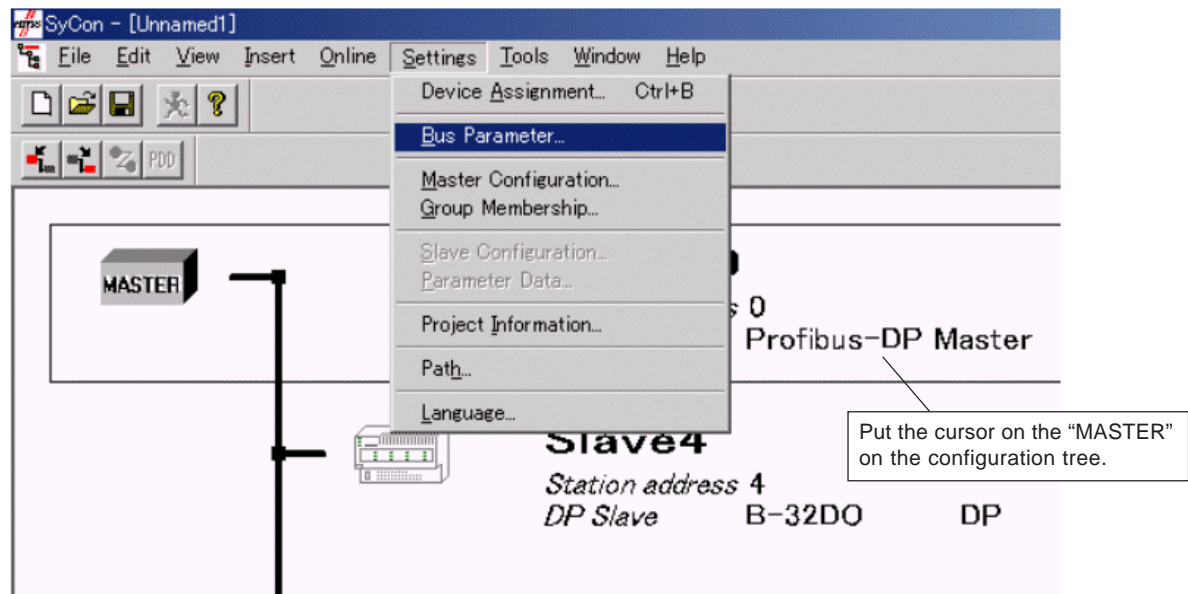 SyCon - [Unnamed1]
File Edit View Insert Online Settings Tools Window Help
Device Assignment... Ctrl+B
Bus Parameter...
PDD
Master Configuration...
Group Membership...
Slave Configuration...
Parameter Data...
Project Information...
Path...
Language...
MASTER
s 0
Profibus-DP Master
Put the cursor on the “MASTER”
on the configuration tree.
Slave4
Station address 4
DP Slave B-32DO DP